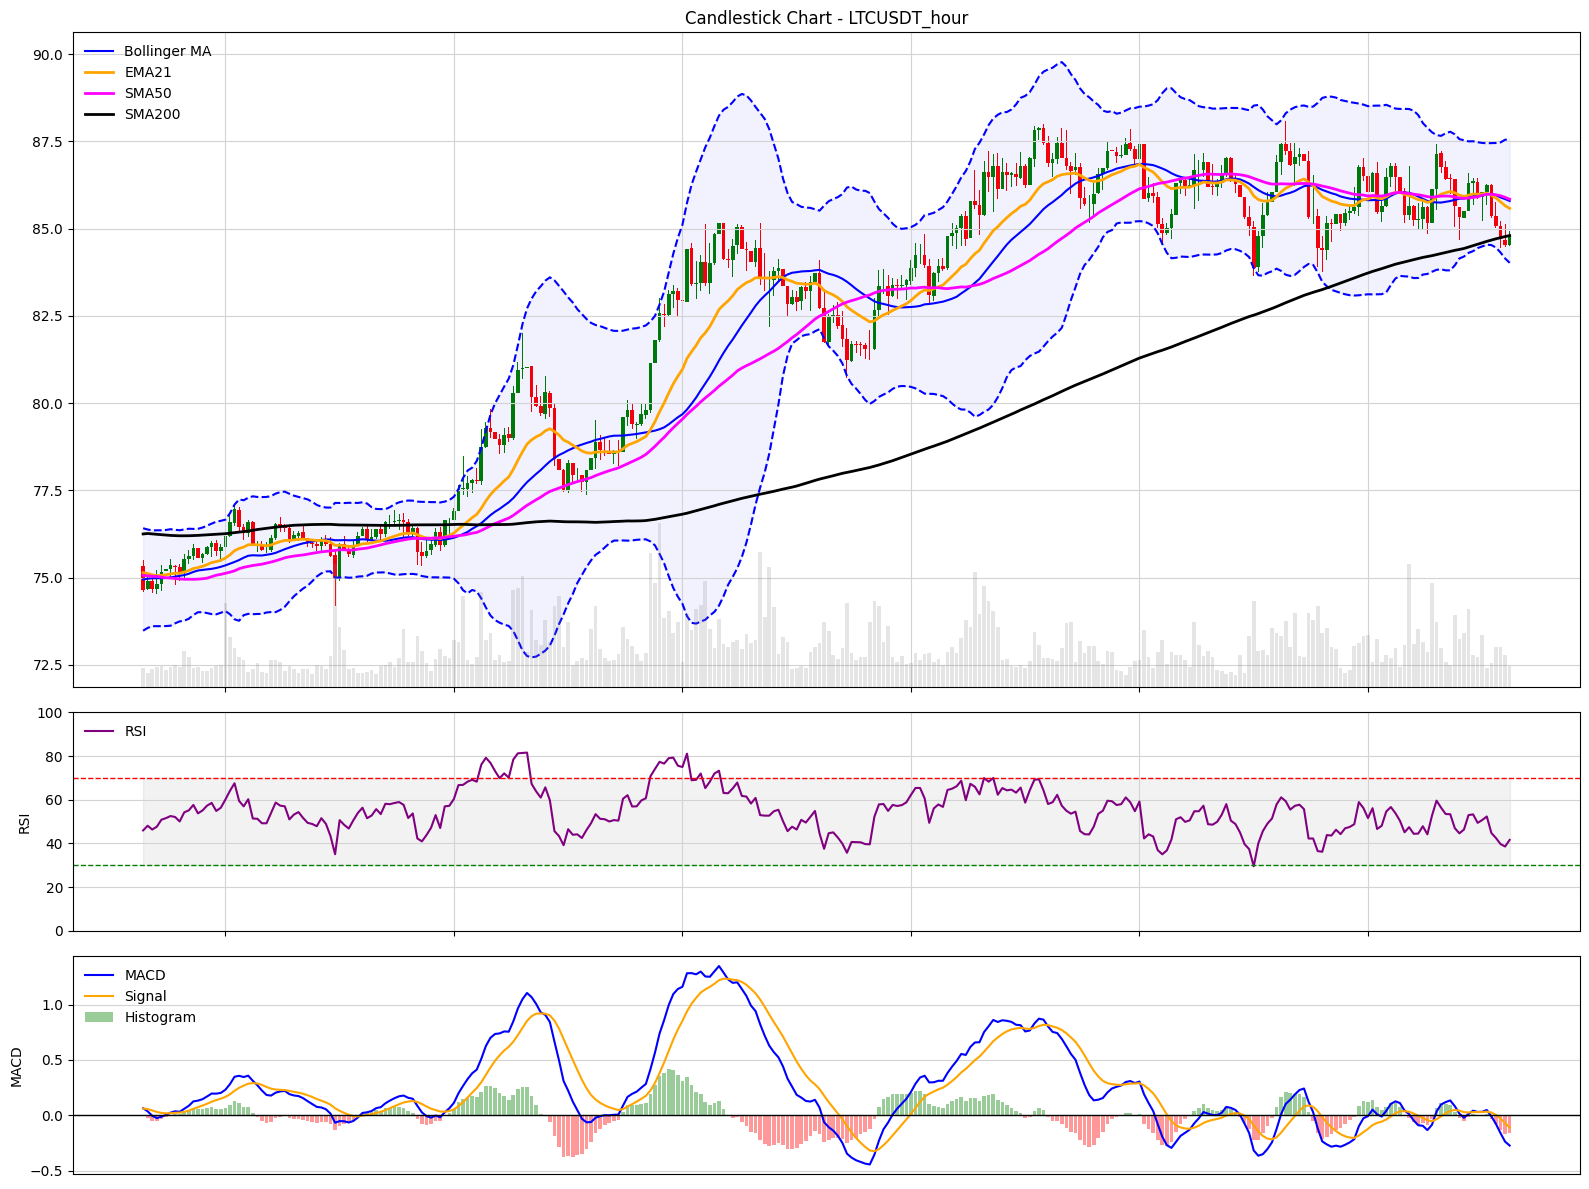 Candlestick Chart - LTCUSDT_hour
Bollinger MA
EMA21
SMA50
SMA200
90.0
87.5
85.0
82.5
80.0
77.5
75.0
72.5
RSI
100
80
60
40
20
0
RSI
MACD
Signal
Histogram
1.0
0.5
0.0
−0.5
MACD